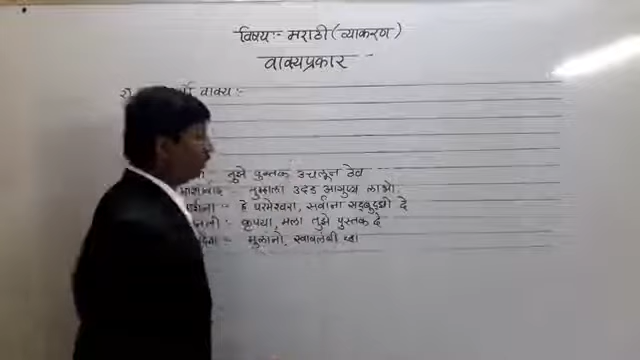 विषय:- मराठी (व्याकरण)
वाक्यप्रकार
वाक्य:-
तुझे पुस्तक उचलून ठेव
तुम्हाला उदंड आयुष्य लाभो
हे परमेश्वरा, सर्वांना सद्बुद्धी दे
कृपया, मला तुझे पुस्तक दे
मुलांनो, स्वावलंबी व्हा